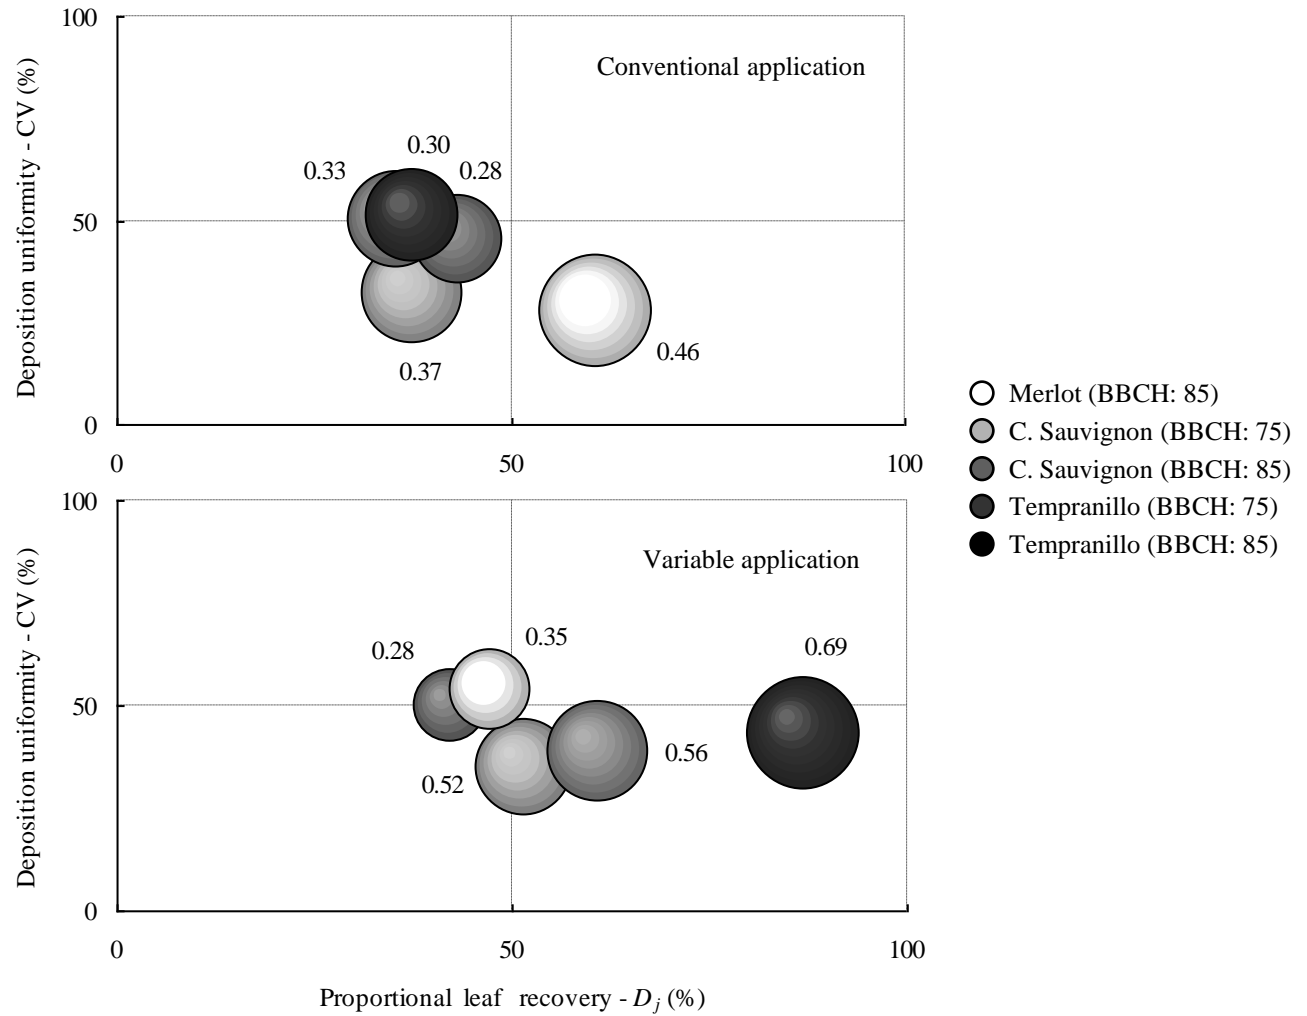 100
Deposition uniformity - CV (%)
Conventional application
0.30
0.33
0.28
50
0.46
0.37
0
0
50
100
Merlot (BBCH: 85)
C. Sauvignon (BBCH: 75)
C. Sauvignon (BBCH: 85)
Tempranillo (BBCH: 75)
Tempranillo (BBCH: 85)
100
Deposition uniformity - CV (%)
Variable application
0.35
0.69
0.28
50
0.56
0.52
0
0
50
100
Proportional leaf recovery - Dj (%)